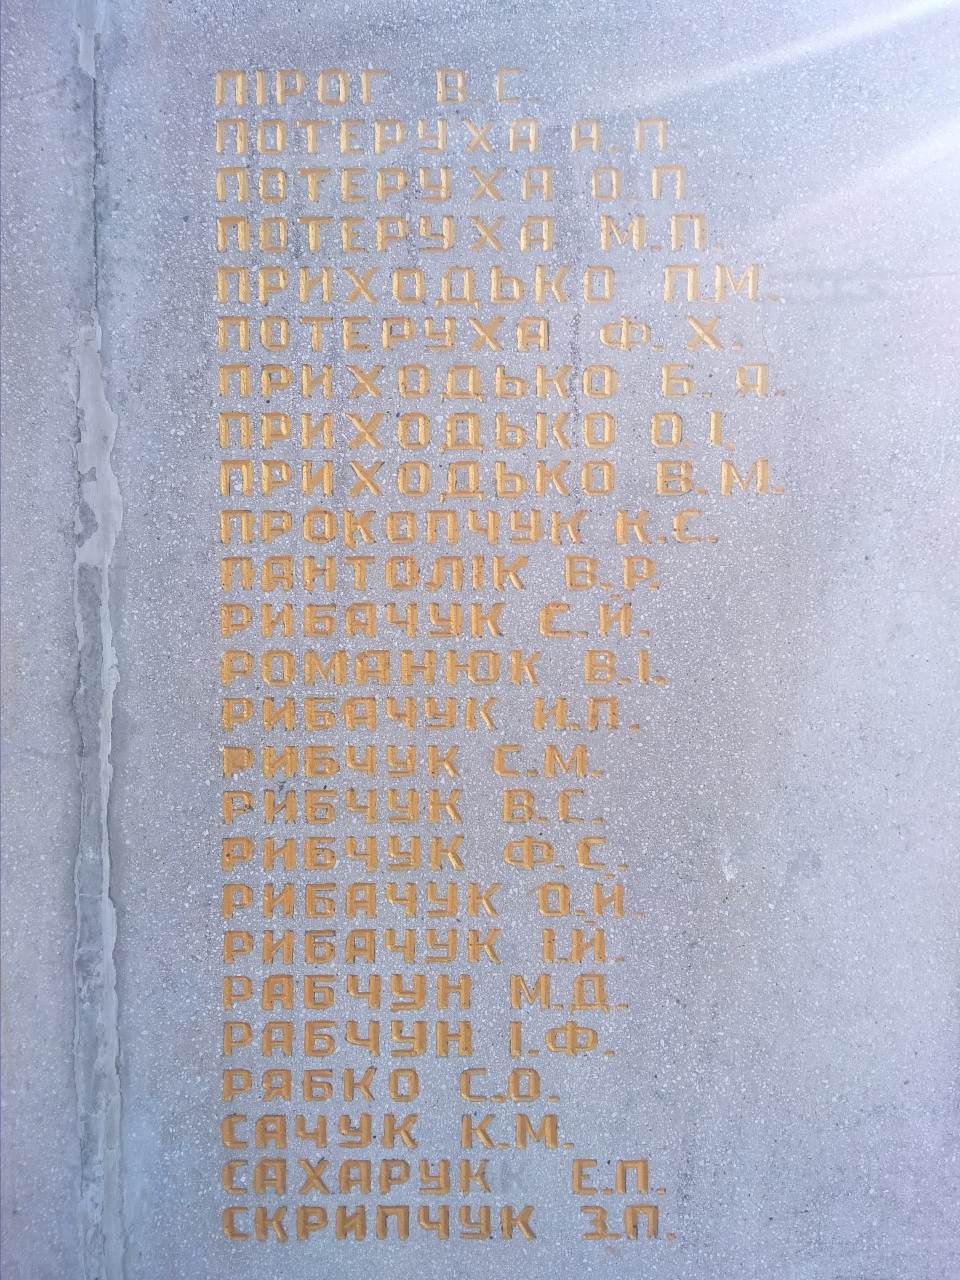 ПІРОГ В.С.
ПОТЕРУХА А.П.
ПОТЕРУХА О.П.
ПОТЕРУХА М.П.
ПРИХОДЬКО П.М.
ПОТЕРУХА Ф.Х.
ПРИХОДЬКО Б.Я.
ПРИХОДЬКО О.І.
ПРИХОДЬКО В.М.
ПРОКОПЧУК К.Є.
ПАНТОЛІК В.Р.
РИБАЧУК Є.Й.
РОМАНЮК В.І.
РИБАЧУК И.П.
РИБЧУК С.М.
РИБЧУК В.С.
РИБЧУК Ф.С.
РИБАЧУК О.Й.
РИБАЧУК І.Й.
РАБЧУН М.Д.
РАБЧУН І.Ф.
РЯБКО С.О.
САЧУК К.М.
САХАРУК Е.П.
СКРИПЧУК З.П.